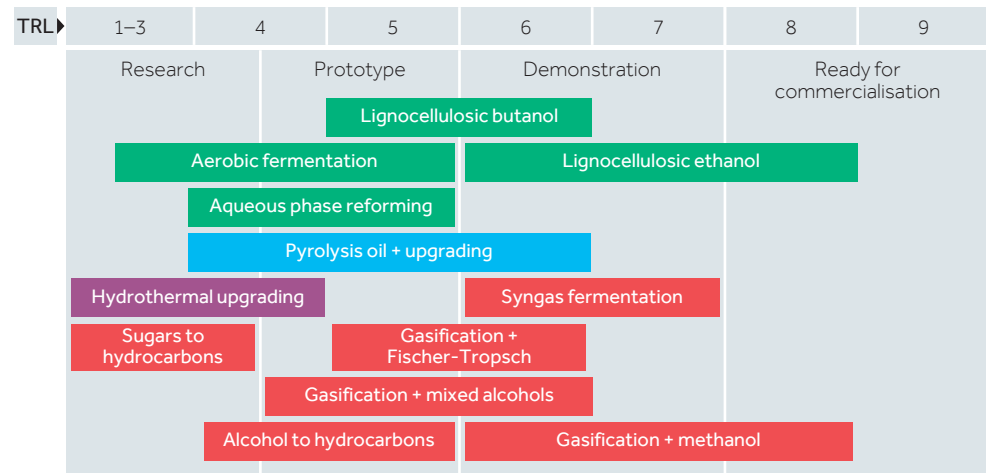 TRL 1–3 4 5 6 7 8 9
Research Prototype Demonstration Ready for
commercialisation
Lignocellulosic butanol
Aerobic fermentation Lignocellulosic ethanol
Aqueous phase reforming
Pyrolysis oil + upgrading
Hydrothermal upgrading Syngas fermentation
Sugars to
hydrocarbons
Gasification +
Fischer-Tropsch
Gasification + mixed alcohols
Alcohol to hydrocarbons Gasification + methanol